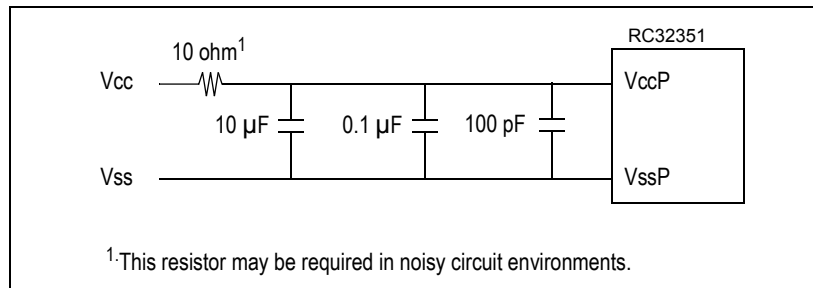 RC32351
10 ohm1
Vcc
VccP
10 µF
0.1 µF
100 pF
Vss
VssP
1.This resistor may be required in noisy circuit environments.